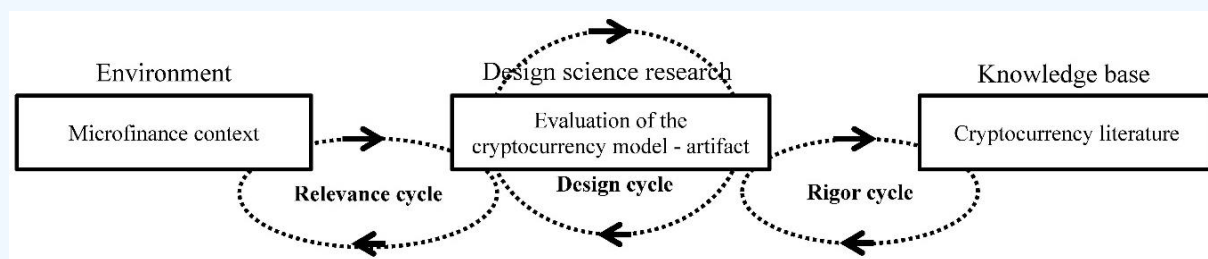 Environment
Design science research
Knowledge base
Microfinance context
Evaluation of the
cryptocurrency model - artifact
Cryptocurrency literature
Relevance cycle
Design cycle
Rigor cycle